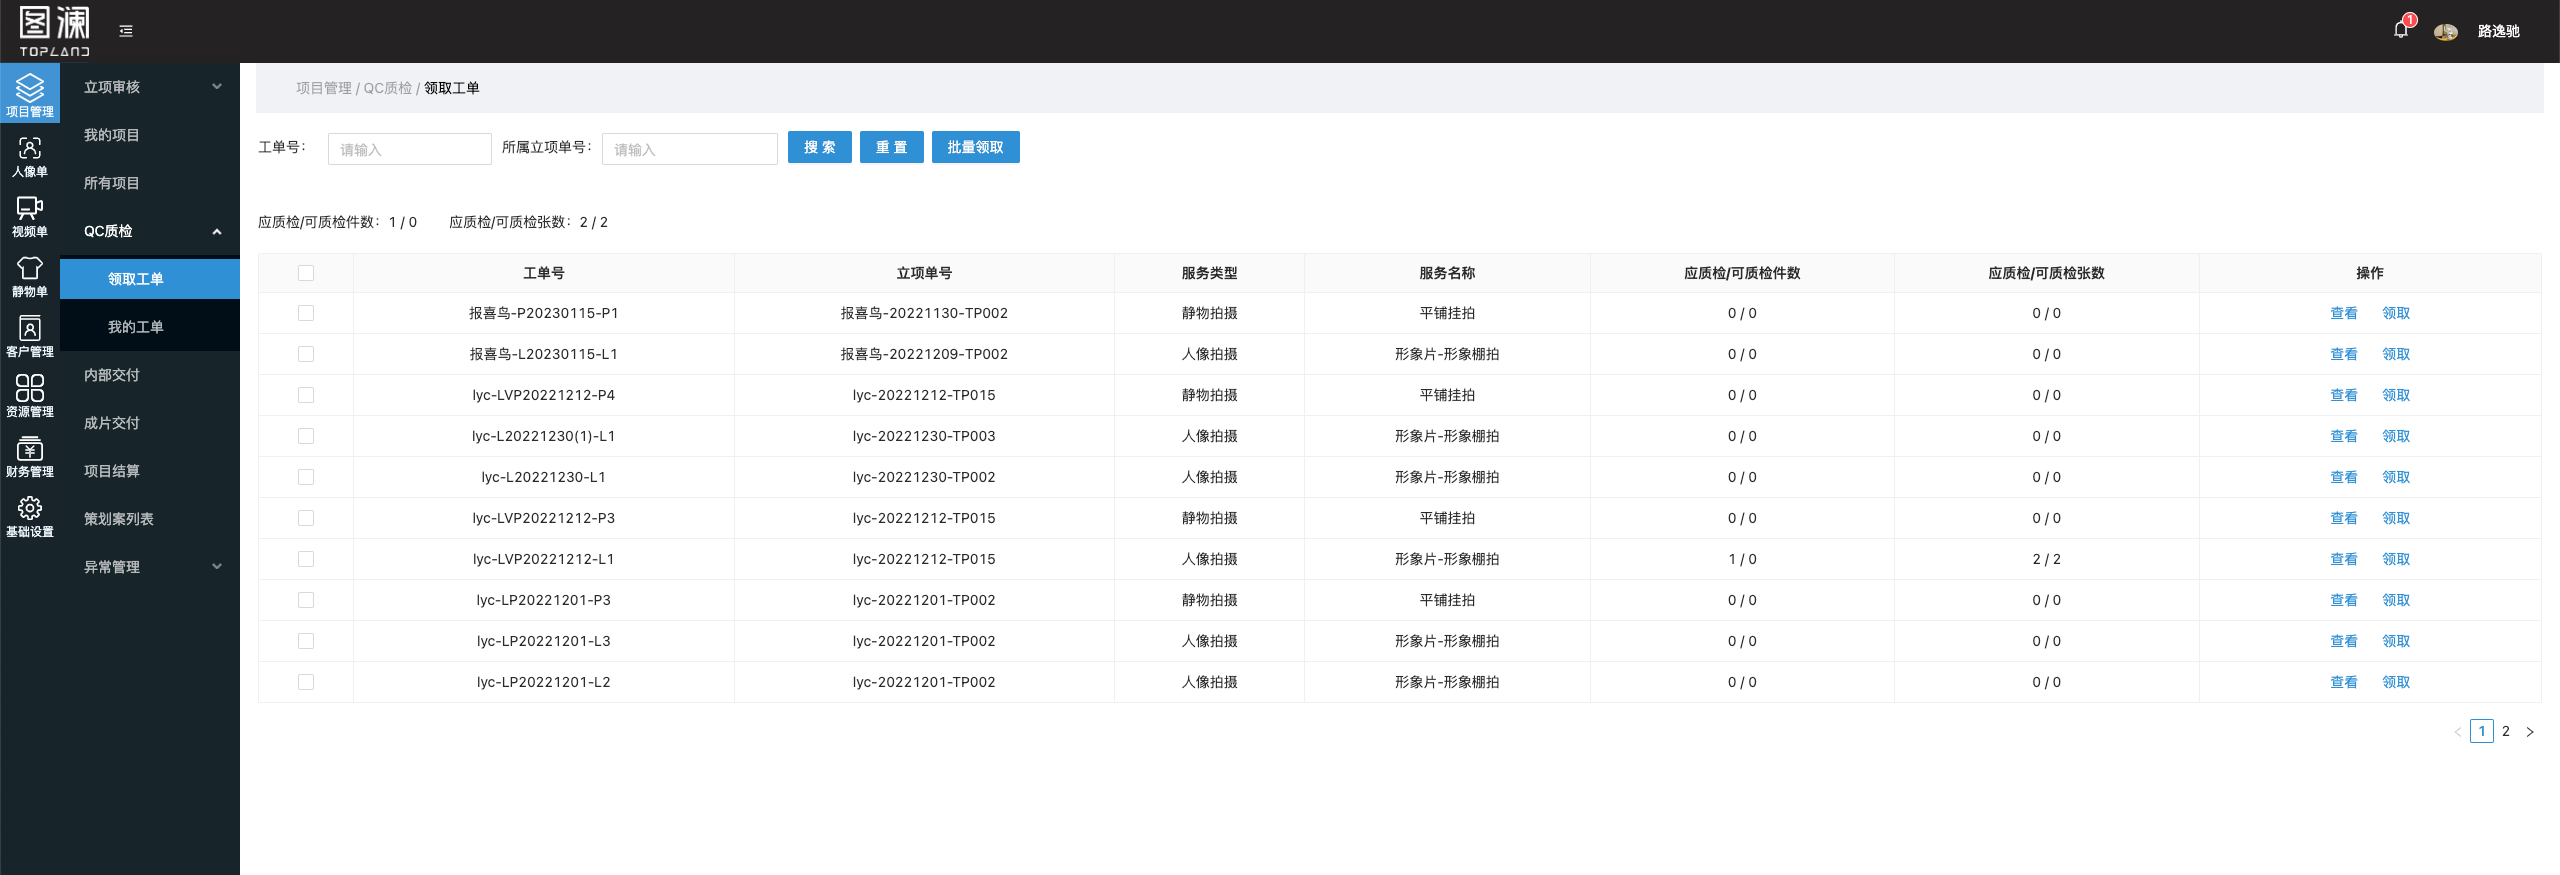 图澜
TOPLAND
1
路逸驰
项目管理
人像单
视频单
静物单
客户管理
资源管理
财务管理
基础设置
立项审核
我的项目
所有项目
QC质检
领取工单
我的工单
内部交付
成片交付
项目结算
策划案列表
异常管理
项目管理 / QC质检 / 领取工单
工单号： 请输入 所属立项单号： 请输入 搜 索 重 置 批量领取
应质检/可质检件数：1 / 0 应质检/可质检张数：2 / 2
工单号 立项单号 服务类型 服务名称 应质检/可质检件数 应质检/可质检张数 操作
报喜鸟-P20230115-P1 报喜鸟-20221130-TP002 静物拍摄 平铺挂拍 0 / 0 0 / 0 查看 领取
报喜鸟-L20230115-L1 报喜鸟-20221209-TP002 人像拍摄 形象片-形象棚拍 0 / 0 0 / 0 查看 领取
lyc-LVP20221212-P4 lyc-20221212-TP015 静物拍摄 平铺挂拍 0 / 0 0 / 0 查看 领取
lyc-L20221230(1)-L1 lyc-20221230-TP003 人像拍摄 形象片-形象棚拍 0 / 0 0 / 0 查看 领取
lyc-L20221230-L1 lyc-20221230-TP002 人像拍摄 形象片-形象棚拍 0 / 0 0 / 0 查看 领取
lyc-LVP20221212-P3 lyc-20221212-TP015 静物拍摄 平铺挂拍 0 / 0 0 / 0 查看 领取
lyc-LVP20221212-L1 lyc-20221212-TP015 人像拍摄 形象片-形象棚拍 1 / 0 2 / 2 查看 领取
lyc-LP20221201-P3 lyc-20221201-TP002 静物拍摄 平铺挂拍 0 / 0 0 / 0 查看 领取
lyc-LP20221201-L3 lyc-20221201-TP002 人像拍摄 形象片-形象棚拍 0 / 0 0 / 0 查看 领取
lyc-LP20221201-L2 lyc-20221201-TP002 人像拍摄 形象片-形象棚拍 0 / 0 0 / 0 查看 领取
< 1 2 >